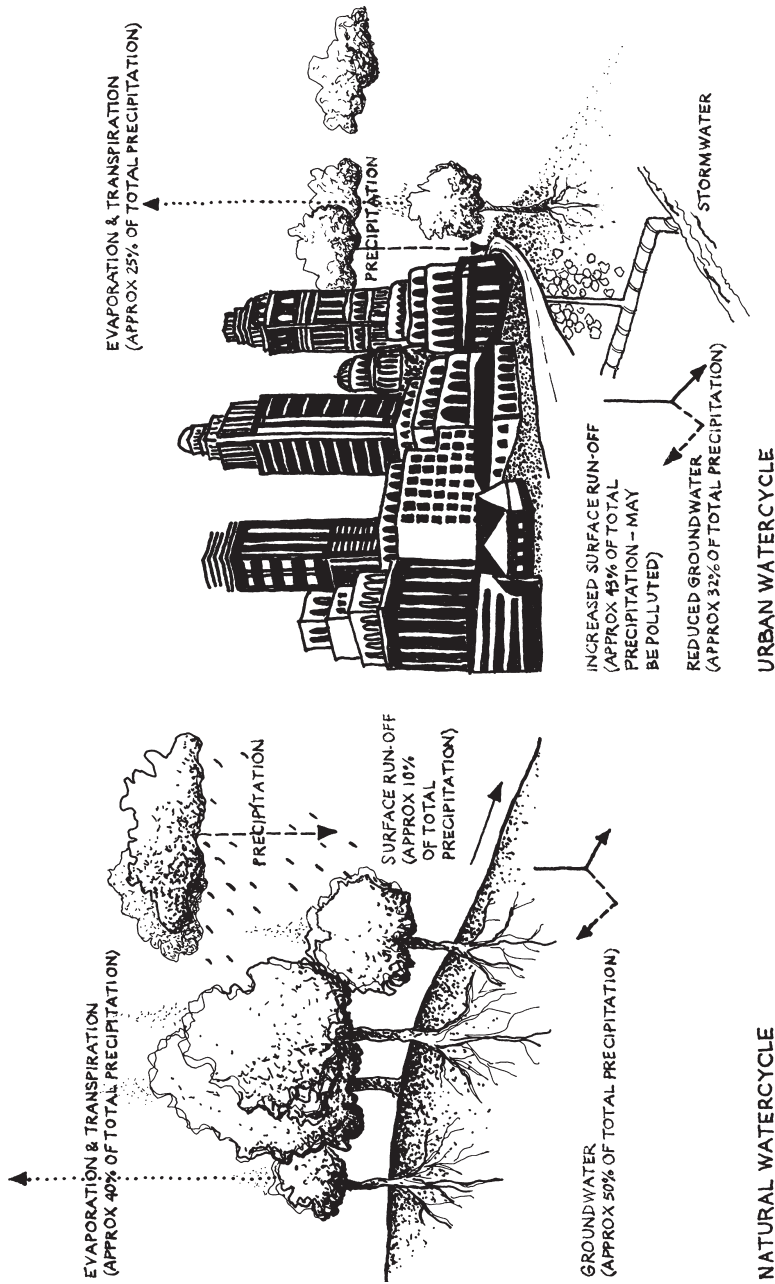 EVAPORATION & TRANSPIRATION
(APPROX 40% OF TOTAL PRECIPITATION)
PRECIPITATION
SURFACE RUN-OFF
(APPROX 10%
OF TOTAL
PRECIPITATION)
GROUNDWATER
(APPROX 50% OF TOTAL PRECIPITATION)
NATURAL WATERCYCLE
EVAPORATION & TRANSPIRATION
(APPROX 25% OF TOTAL PRECIPITATION)
PRECIPITATION
INCREASED SURFACE RUN-OFF
(APPROX 43% OF TOTAL
PRECIPITATION – MAY
BE POLLUTED)
REDUCED GROUNDWATER
(APPROX 32% OF TOTAL PRECIPITATION)
STORMWATER
URBAN WATERCYCLE